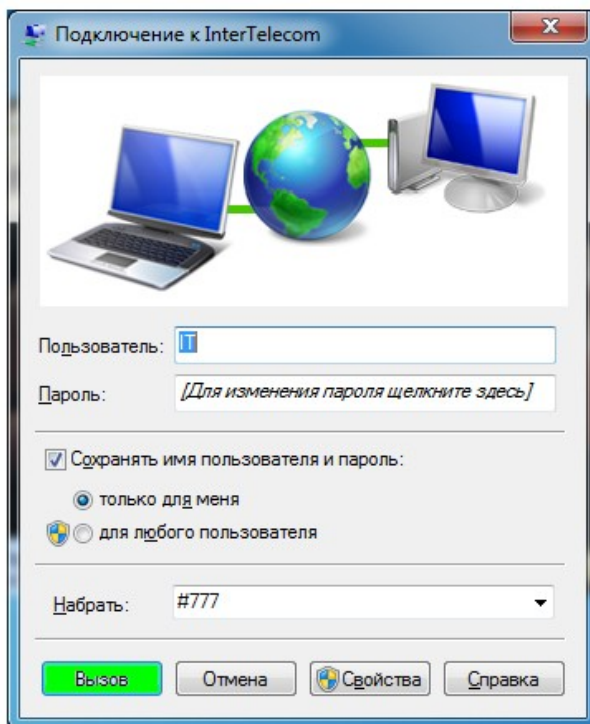 Подключение к InterTelecom
Пользователь: IT
Пароль: [Для изменения пароля щелкните здесь]
Сохранять имя пользователя и пароль:
только для меня
для любого пользователя
Набрать: #777
Вызов Отмена Свойства Справка